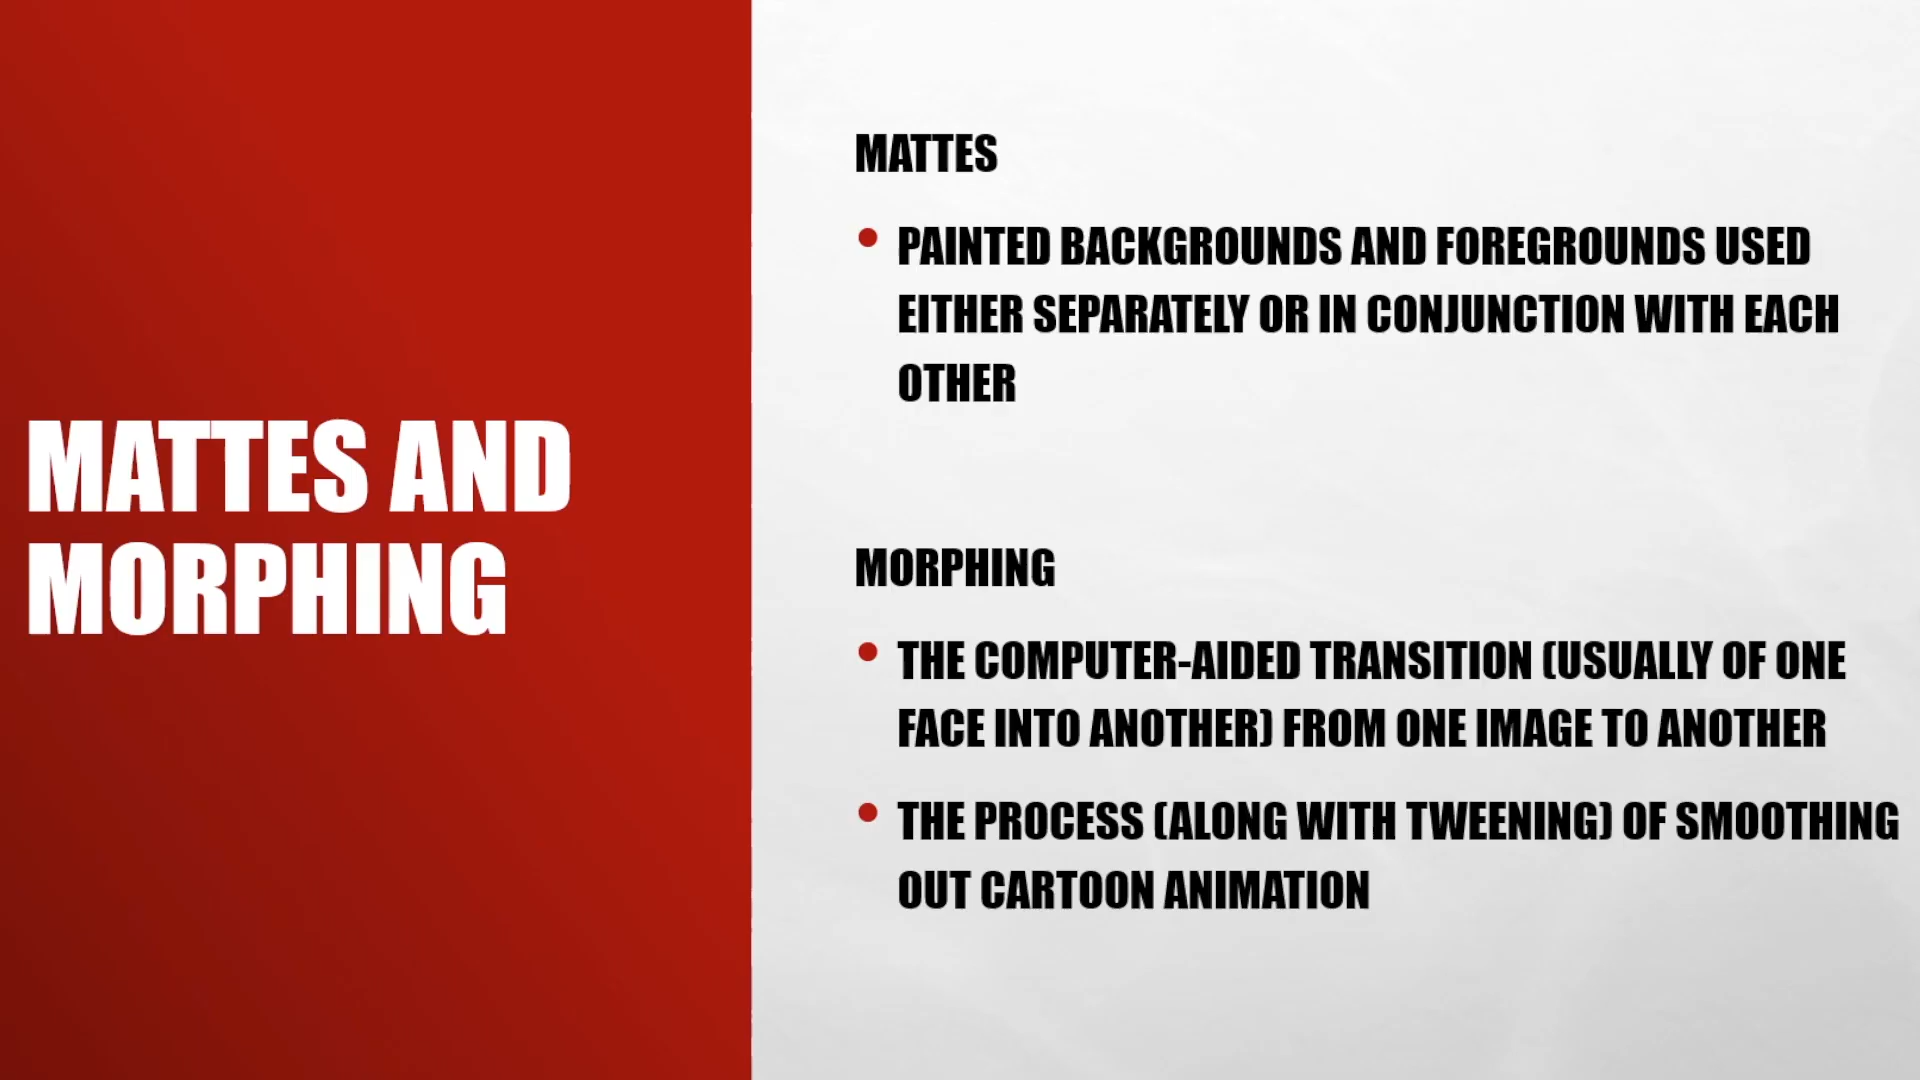 MATTES AND
MORPHING
MATTES
• PAINTED BACKGROUNDS AND FOREGROUNDS USED
EITHER SEPARATELY OR IN CONJUNCTION WITH EACH
OTHER
MORPHING
• THE COMPUTER-AIDED TRANSITION (USUALLY OF ONE
FACE INTO ANOTHER) FROM ONE IMAGE TO ANOTHER
• THE PROCESS (ALONG WITH TWEENING) OF SMOOTHING
OUT CARTOON ANIMATION